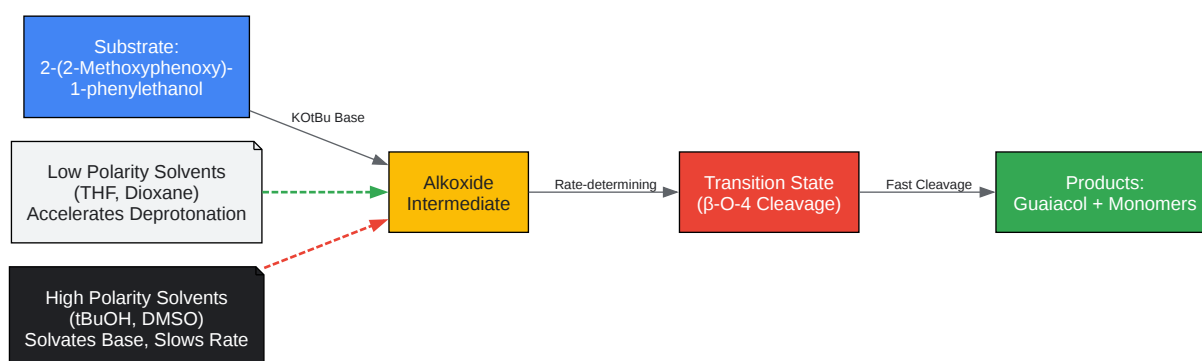 Substrate:
2-(2-Methoxyphenoxy)-
1-phenylethanol
KOtBu Base
Low Polarity Solvents
(THF, Dioxane)
Accelerates Deprotonation
High Polarity Solvents
(tBuOH, DMSO)
Solvates Base, Slows Rate
Alkoxide
Intermediate
Rate-determining
Transition State
(β-O-4 Cleavage)
Fast Cleavage
Products:
Guaiacol + Monomers